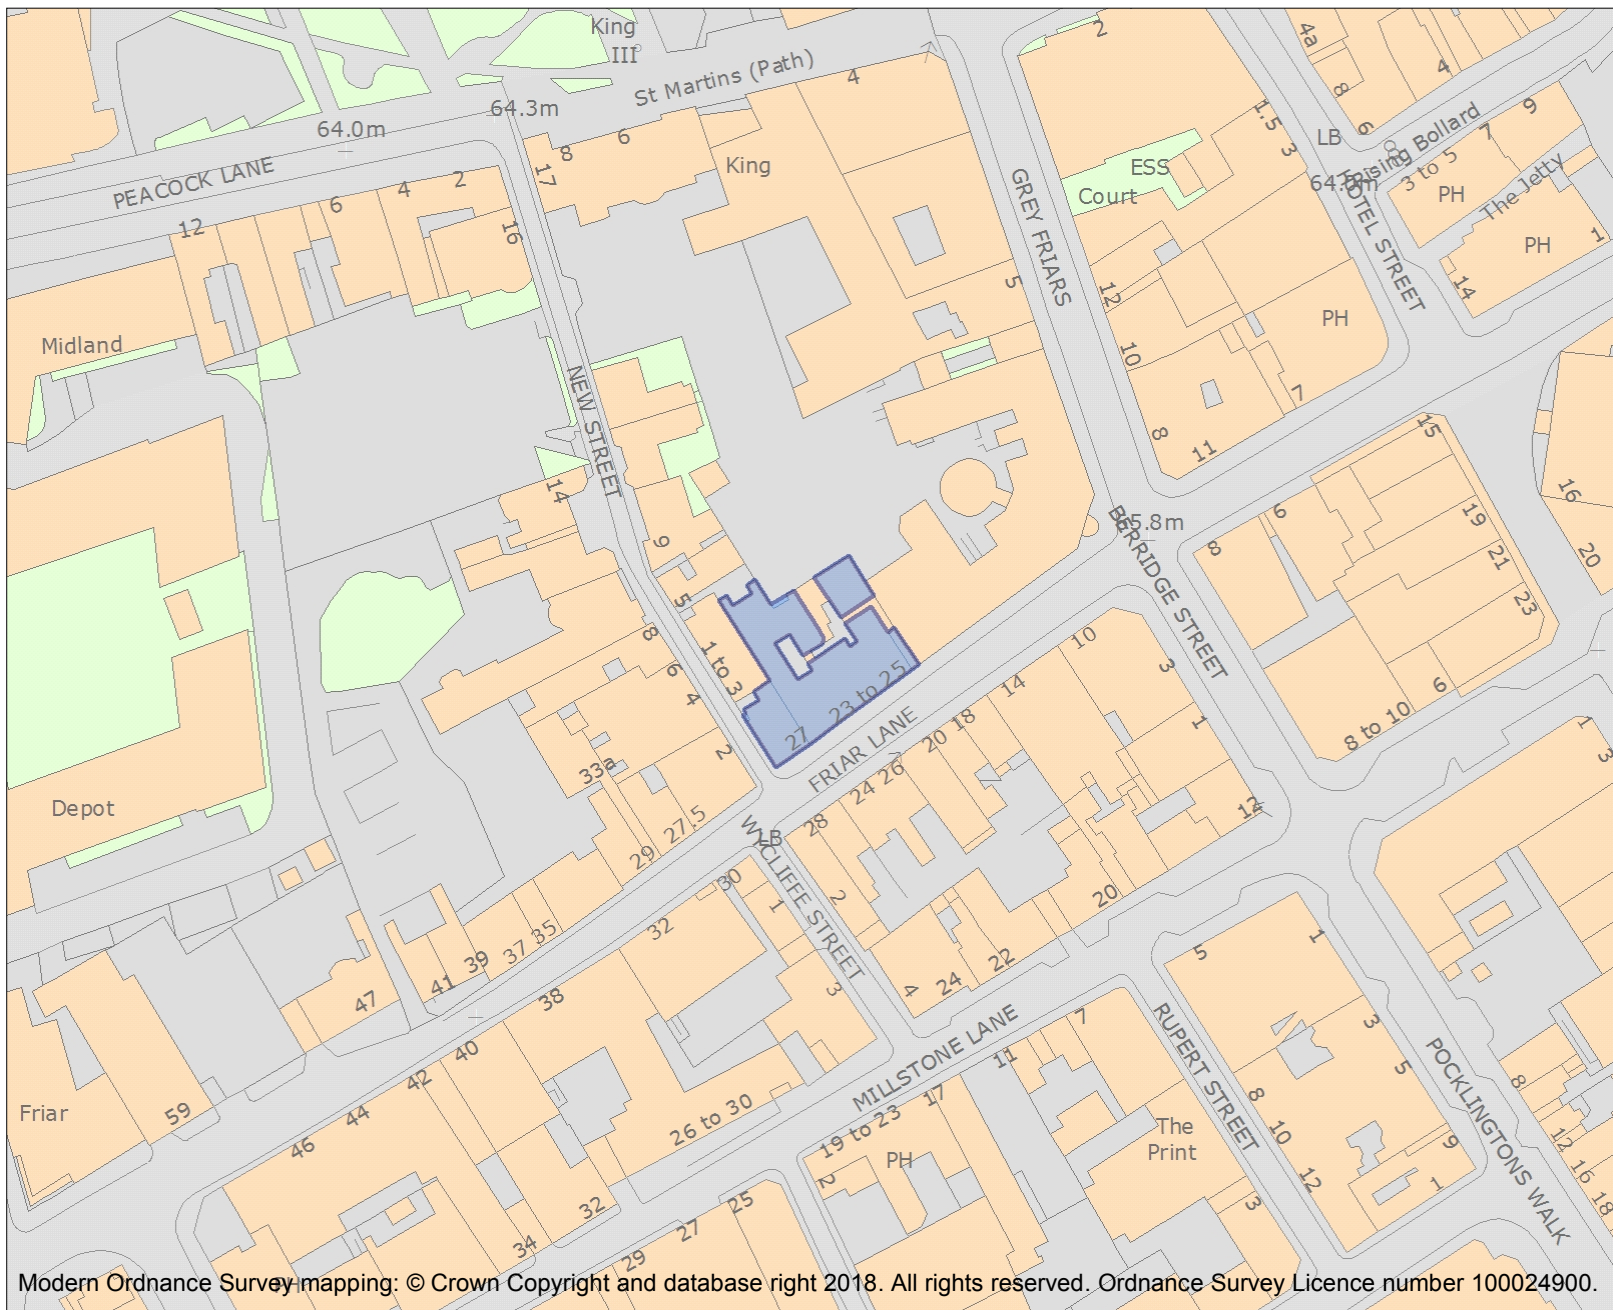 King
III
2
4a
4
St Martins (Path)
4
8
64.3m
64.0m
9
1.5
6
7
Rising Bollard
LB
3
8
6
17
King
ESS
3 to 5
PH
The Jetty
PEACOCK LANE
4
2
64.0m
Court
12
6
16
GREY FRIARS
HOTEL STREET
PH
1
5
12
14
PH
Midland
10
7
NEW STREET
8
11
15
14
16
6
65.8m
19
9
8
20
21
BERRIDGE STREET
5
23
8
1 to 3
10
6
3
23 to 25
14
6
4
27
FRIAR LANE
18
20
1
8 to 10
1
2
3
33a
26
24
Depot
27.5
28
12
LB
WYCLIFFE STREET
29
30
1
2
20
35
32
37
39
5
1
22
41
24
3
4
47
38
MILLSTONE LANE
7
3
RUPERT STREET
40
11
5
POCKLINGTONS WALK
42
17
8
8
Friar
59
44
26 to 30
19 to 23
The
Print
10
12
46
PH
9
16
2
12
1
18
32
25
3
27
34
29
PH
Modern Ordnance Survey mapping: © Crown Copyright and database right 2018. All rights reserved. Ordnance Survey Licence number 100024900.